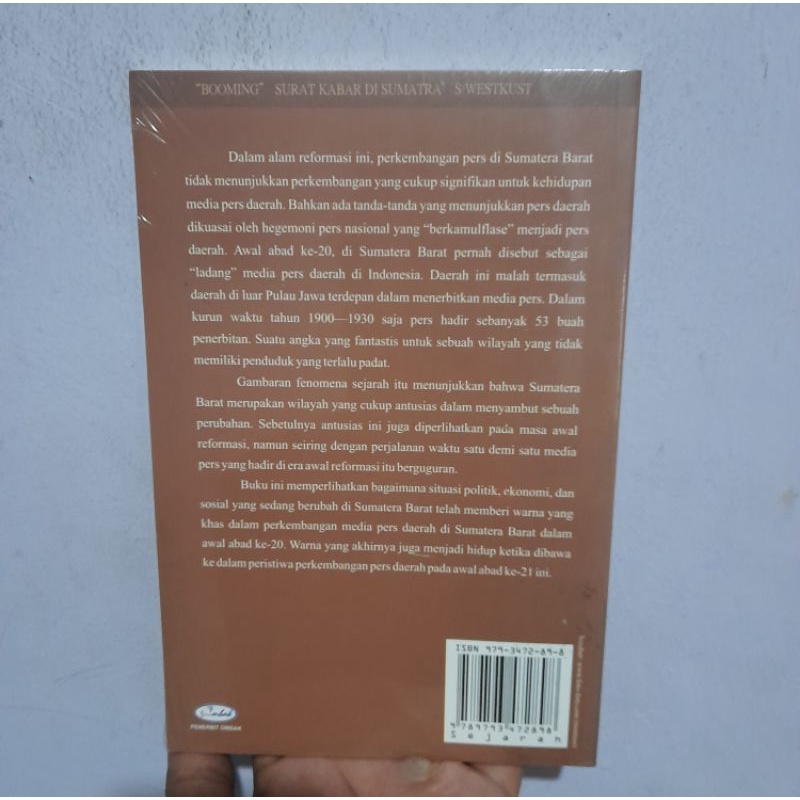 "BOOMING" SURAT KABAR DI SUMATRA' S WESTKUST
Dalam alam reformasi ini, perkembangan pers di Sumatera Barat
tidak menunjukkan perkembangan yang cukup signifikan untuk kehidupan
media pers daerah. Bahkan ada tanda-tanda yang menunjukkan pers daerah
dikuasai oleh hegemoni pers nasional yang "berkamulflase" menjadi pers
daerah. Awal abad ke-20, di Sumatera Barat pernah disebut sebagai
"ladang" media pers daerah di Indonesia. Daerah ini malah termasuk
daerah di luar Pulau Jawa terdepan dalam menerbitkan media pers. Dalam
kurun waktu tahun 1900—1930 saja pers hadir sebanyak 53 buah
penerbitan. Suatu angka yang fantastis untuk sebuah wilayah yang tidak
memiliki penduduk yang terlalu padat.
Gambaran fenomena sejarah itu menunjukkan bahwa Sumatera
Barat merupakan wilayah yang cukup antusias dalam menyambut sebuah
perubahan. Sebetulnya antusias ini juga diperlihatkan pada masa awal
reformasi, namun seiring dengan perjalanan waktu satu demi satu media
pers yang hadir di era awal reformasi itu berguguran.
Buku ini memperlihatkan bagaimana situasi politik, ekonomi, dan
sosial yang sedang berubah di Sumatera Barat telah memberi warna yang
khas dalam perkembangan media pers daerah di Sumatera Barat dalam
awal abad ke-20. Warna yang akhirnya juga menjadi hidup ketika dibawa
ke dalam peristiwa perkembangan pers daerah pada awal abad ke-21 ini.
ISBN 979-3472-89-8
9 789793 472898
Sejarah
Ombak
PENERBIT OMBAK